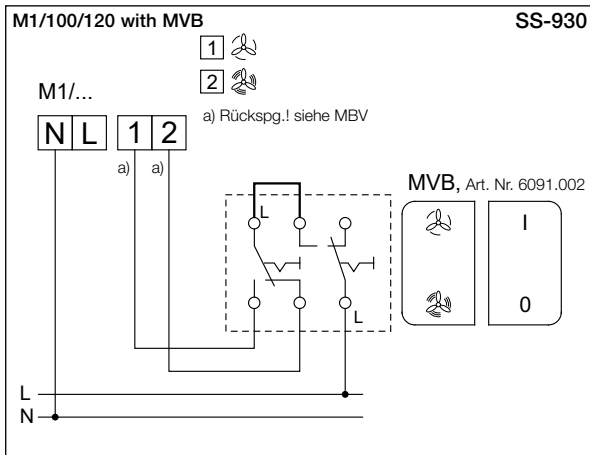 M1/100/120 with MVB SS-930
1
2
M1/...
a) Rückspg.! siehe MBV
N L 1 2
a) a)
MVB, Art. Nr. 6091.002
L
I
0
L
L
N